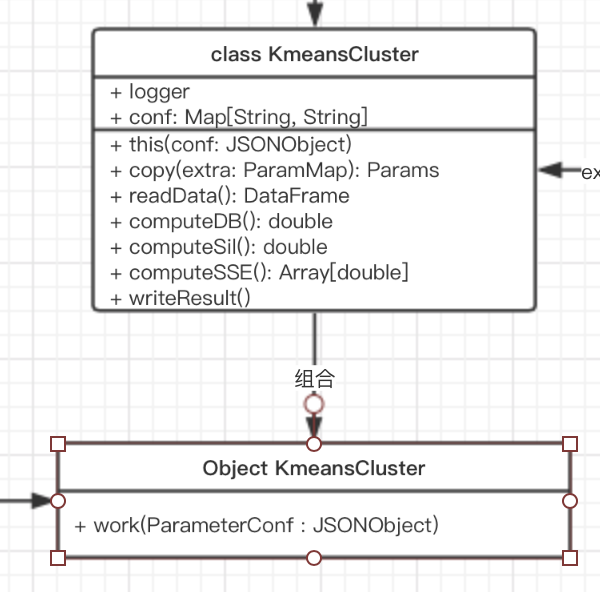 class KmeansCluster
+ logger
+ conf: Map[String, String]
+ this(conf: JSONObject)
+ copy(extra: ParamMap): Params
+ readData(): DataFrame
ex
+ computeDB(): double
+ computeSil(): double
+ computeSSE(): Array[double]
+ writeResult()
组合
Object KmeansCluster
+ work(ParameterConf : JSONObject)